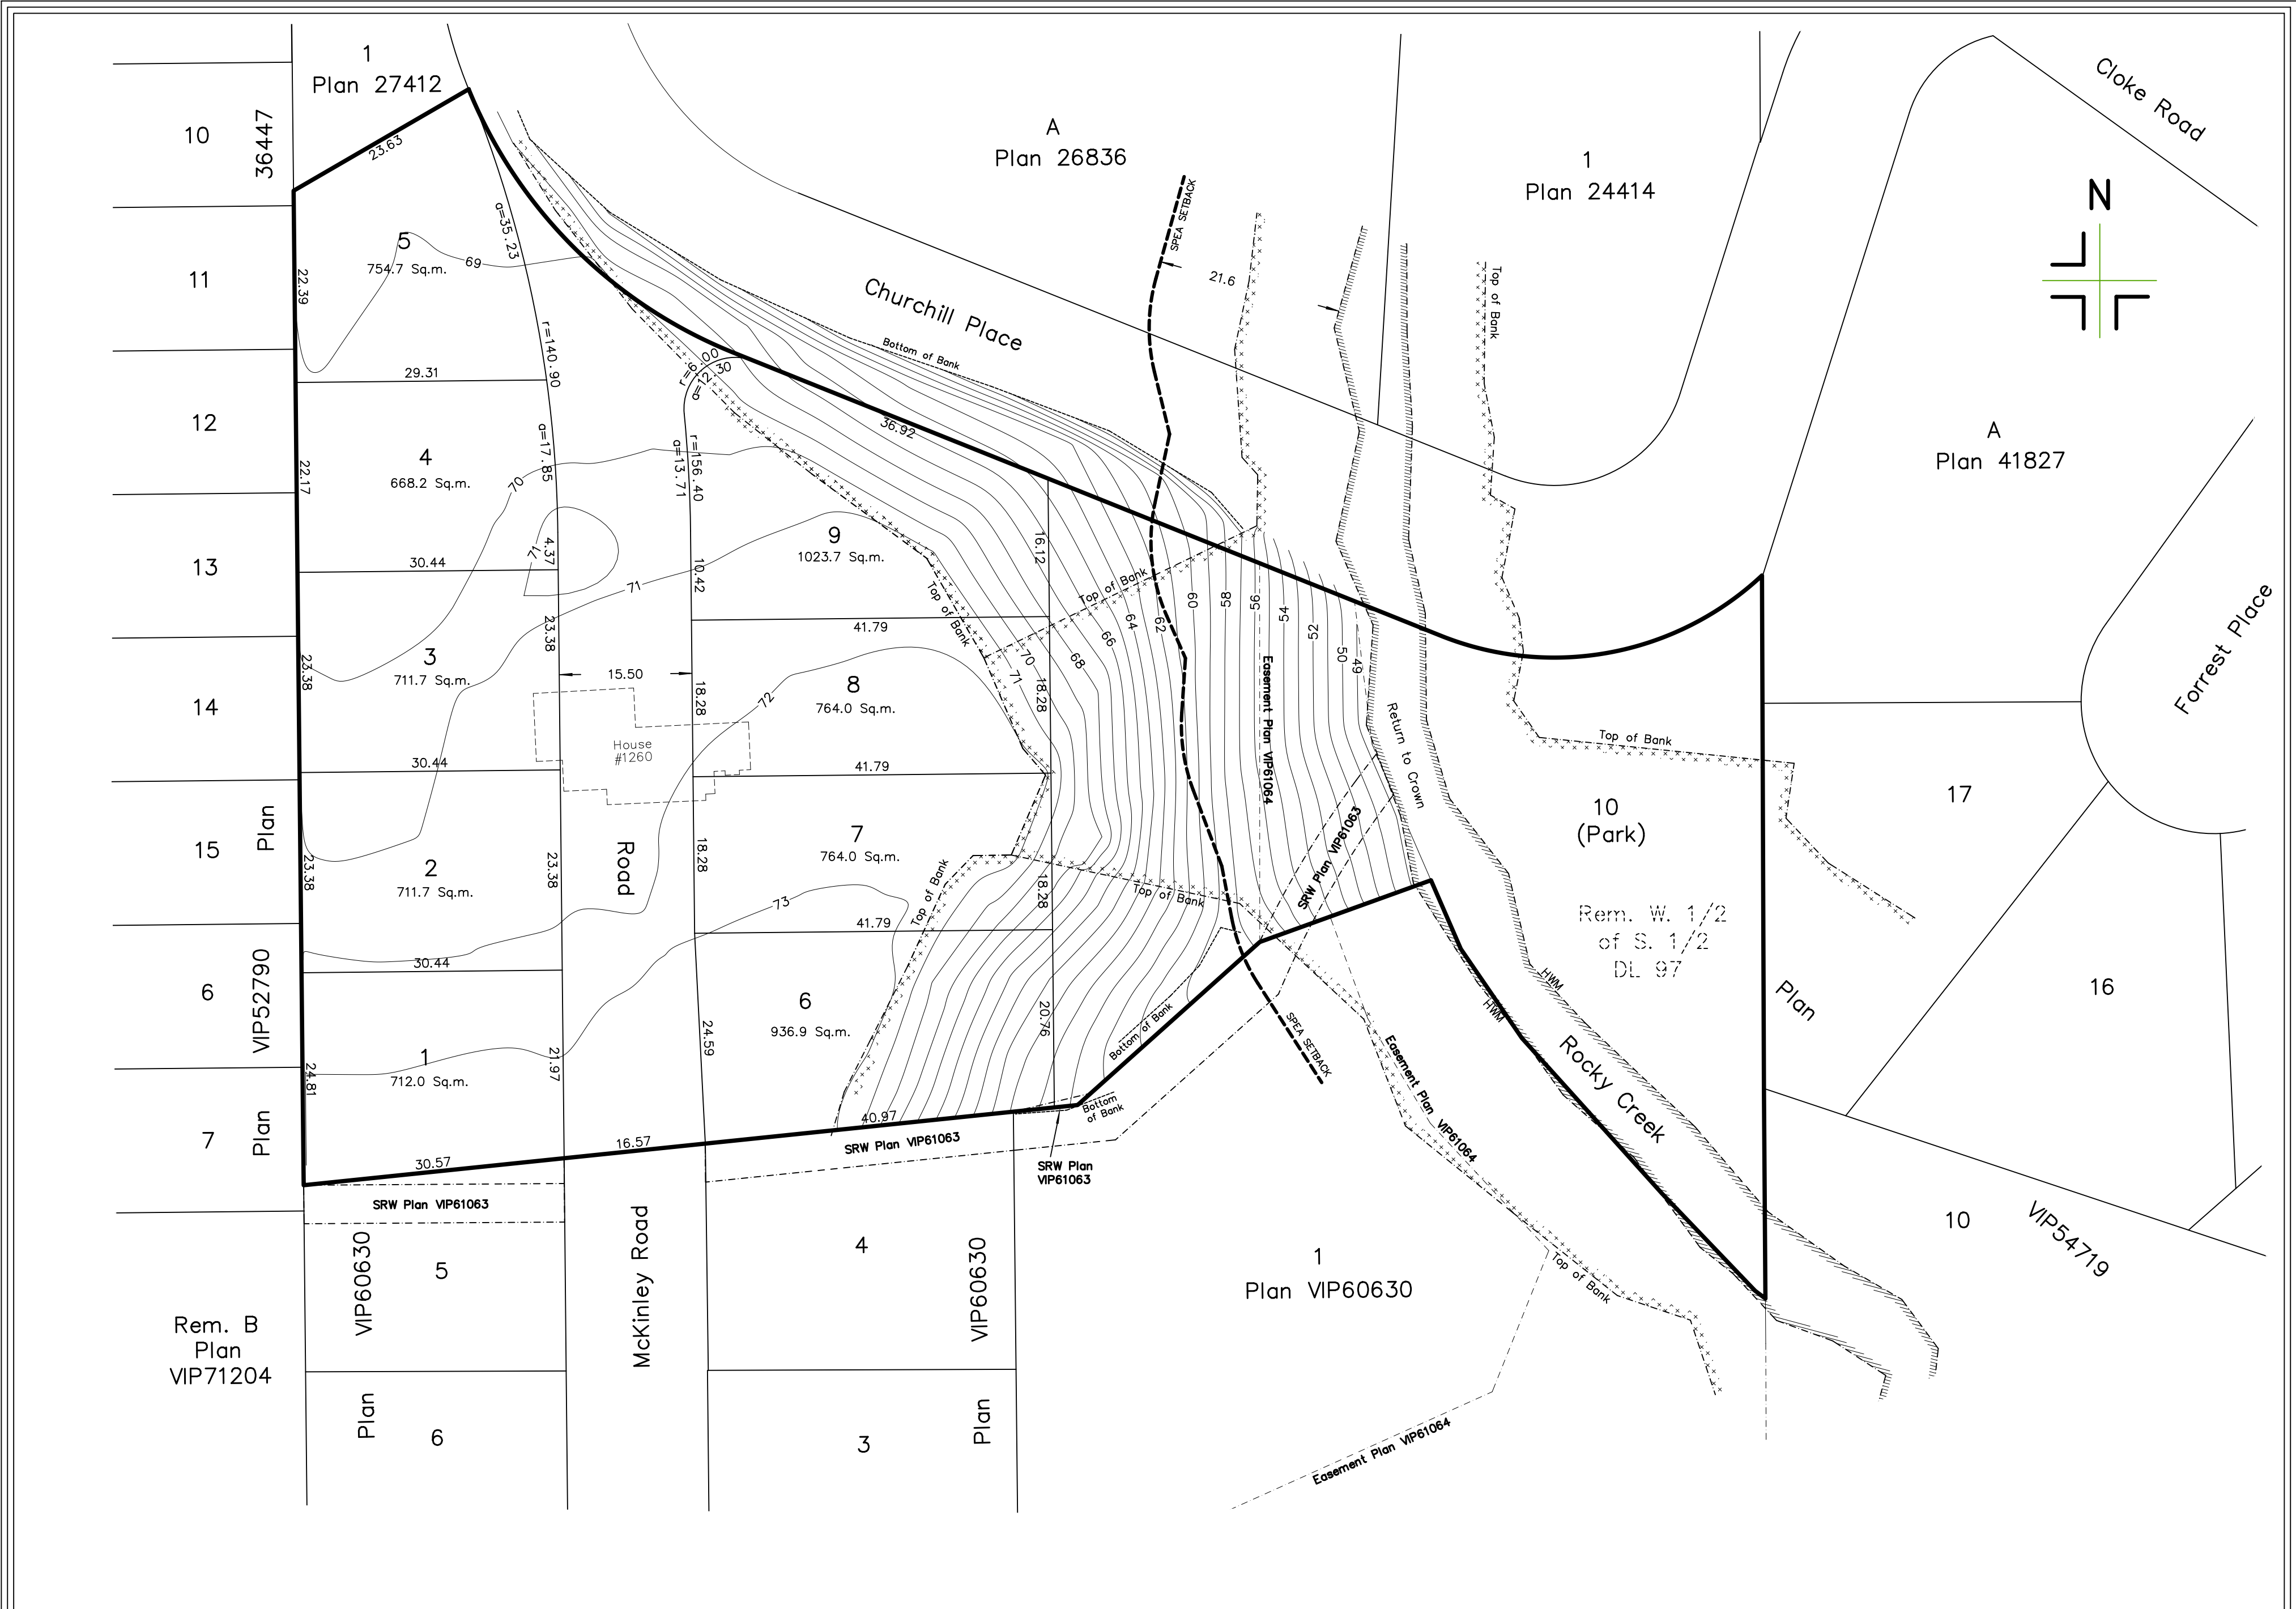 1
Plan 27412
10
36447
11
12
13
14
15
Plan
6
VIP52790
7
Plan
23.63
a=35.23
5
754.7 Sq.m.
69
22.39
r=140.90
29.31
a=17.85
4
668.2 Sq.m.
70
22.17
71
4.37
30.44
23.38
3
711.7 Sq.m.
23.38
71
15.50
House
#1260
30.44
23.38
2
711.7 Sq.m.
23.38
Road
72
73
30.44
1
712.0 Sq.m.
24.81
21.97
30.57
16.57
SRW Plan VIP61063
r=6.00
a=12.30
r=156.40
a=13.71
36.92
10.42
9
1023.7 Sq.m.
16.12
41.79
18.28
8
764.0 Sq.m.
18.28
41.79
18.28
7
764.0 Sq.m.
18.28
41.79
24.59
6
936.9 Sq.m.
20.76
40.97
SRW Plan VIP61063
SRW Plan
VIP61063
Top of Bank
Top of Bank
Top of Bank
Top of Bank
Bottom of Bank
Bottom of Bank
Bottom
of Bank
71
70
68
66
64
62
60
58
56
54
52
50
49
Churchill Place
A
Plan 26836
SPEA SETBACK
21.6
1
Plan 24414
Top of Bank
Cloke Road
N
A
Plan 41827
Forrest Place
Easement Plan VIP61064
Return to Crown
SRW Plan VIP61063
Top of Bank
10
(Park)
Rem. W. 1/2
of S. 1/2
DL 97
17
16
Plan
HWM
HWM
Rocky Creek
SPEA SETBACK
Easement Plan VIP61064
Top of Bank
10
VIP54719
1
Plan VIP60630
Easement Plan VIP61064
Rem. B
Plan
VIP71204
VIP60630
5
Plan
6
McKinley Road
4
VIP60630
3
Plan